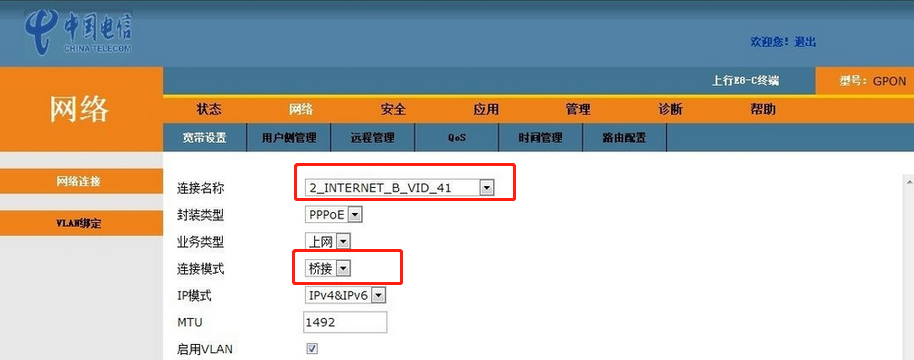 中国电信
CHINA TELECOM
欢迎您! 退出
上行E8-C终端 型号: GPON
网络
状态 网络 安全 应用 管理 诊断 帮助
宽带设置 用户侧管理 远程管理 QoS 时间管理 路由配置
网络连接
VLAN绑定
连接名称 2_INTERNET_B_VID_41
封装类型 PPPoE
业务类型 上网
连接模式 桥接
IP模式 IPv4&IPv6
MTU 1492
启用VLAN